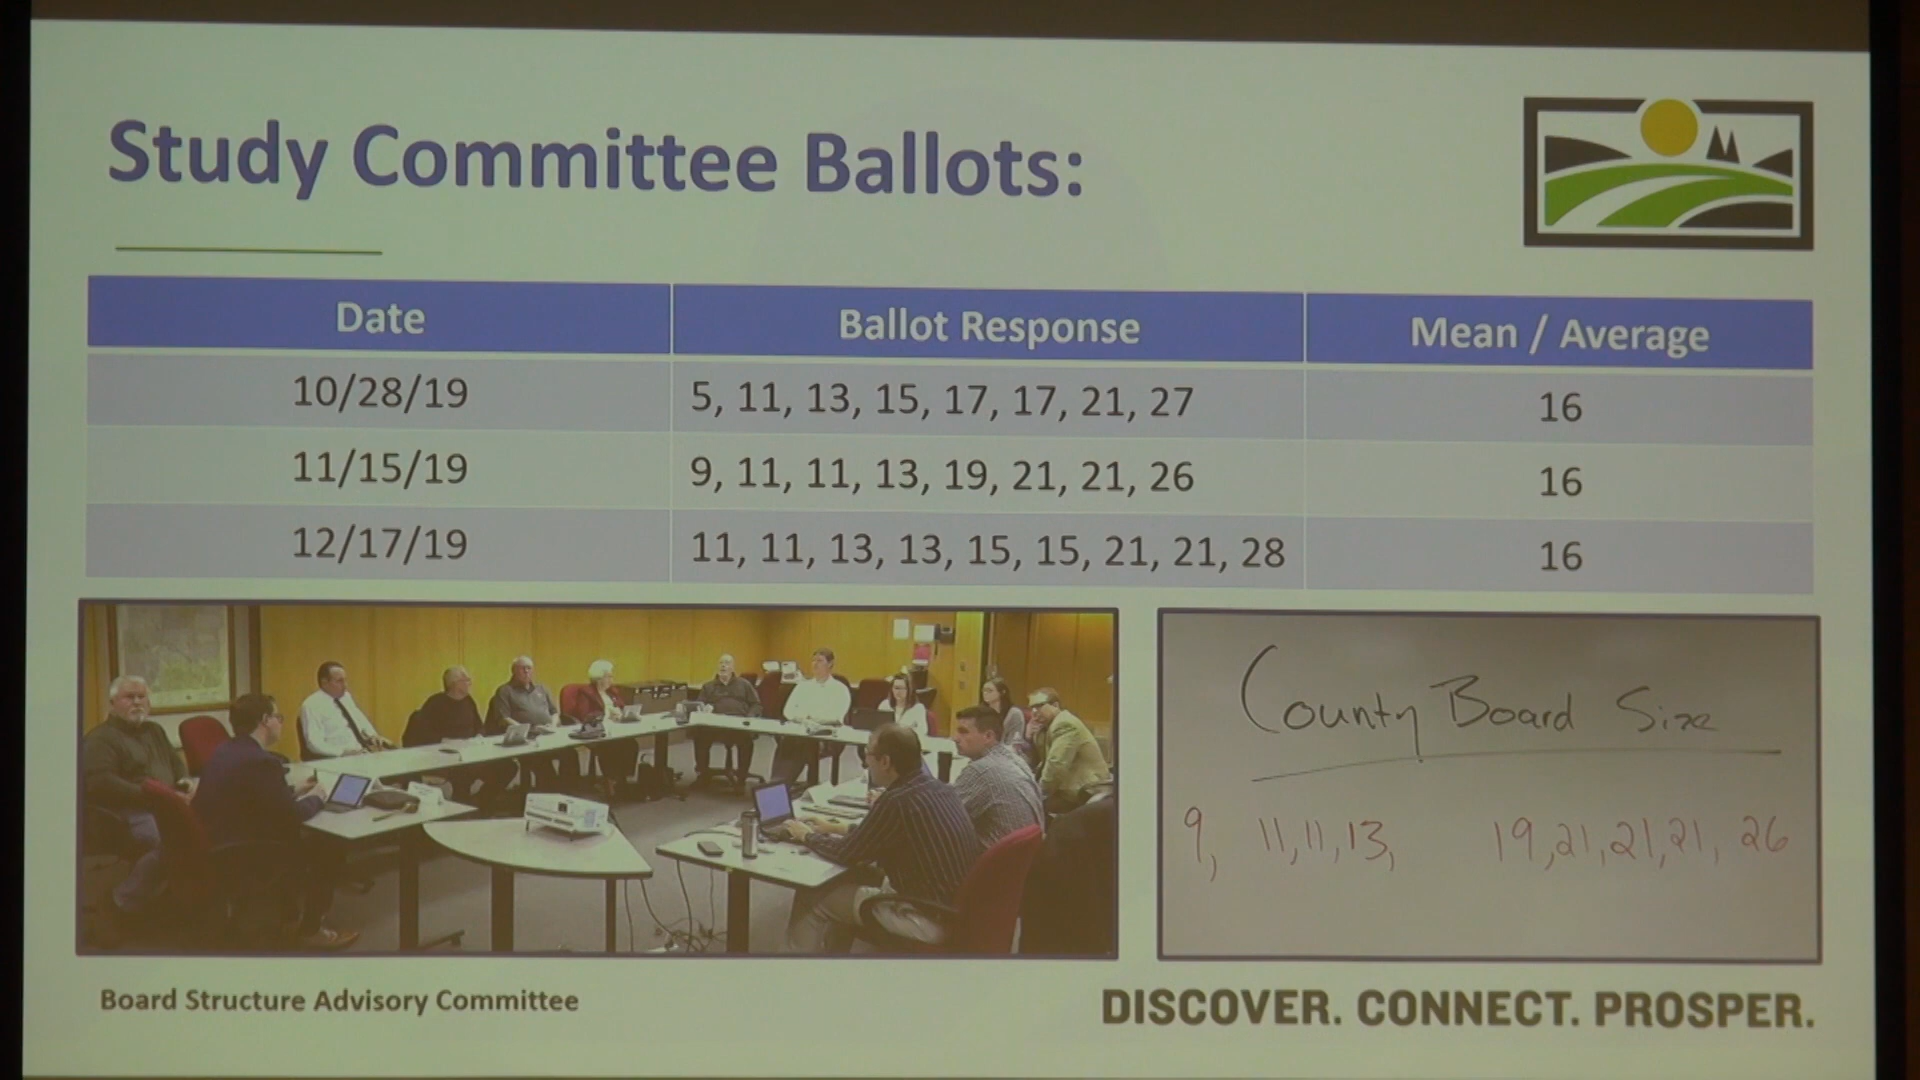 Study Committee Ballots:
Date Ballot Response Mean / Average
10/28/19 5, 11, 13, 15, 17, 17, 21, 27 16
11/15/19 9, 11, 11, 13, 19, 21, 21, 26 16
12/17/19 11, 11, 13, 13, 15, 15, 21, 21, 28 16
County Board Size
9, 11, 11, 13, 19, 21, 21, 21, 26
Board Structure Advisory Committee
DISCOVER. CONNECT. PROSPER.